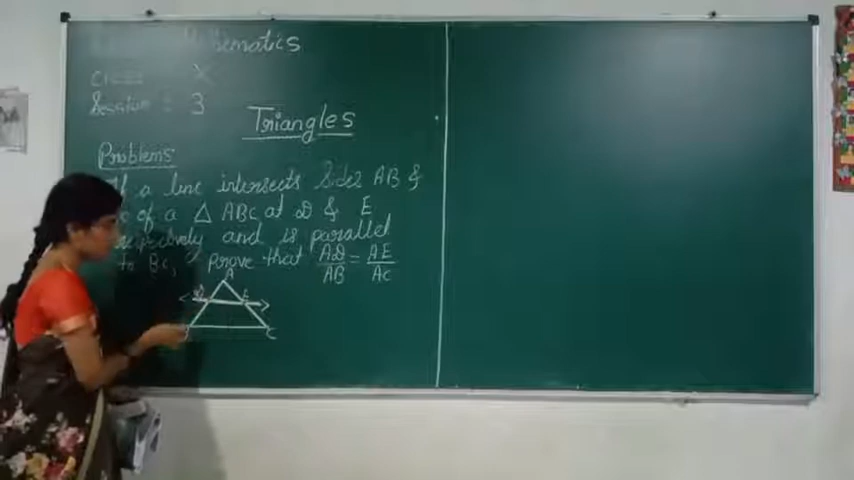 Mathematics
Class X
Session : 3
Triangles
Problems
If a line intersects sides AB &
of a △ ABC at D & E
respectively and is parallel
to BC, prove that AD/AB = AE/AC
A
D E
B C